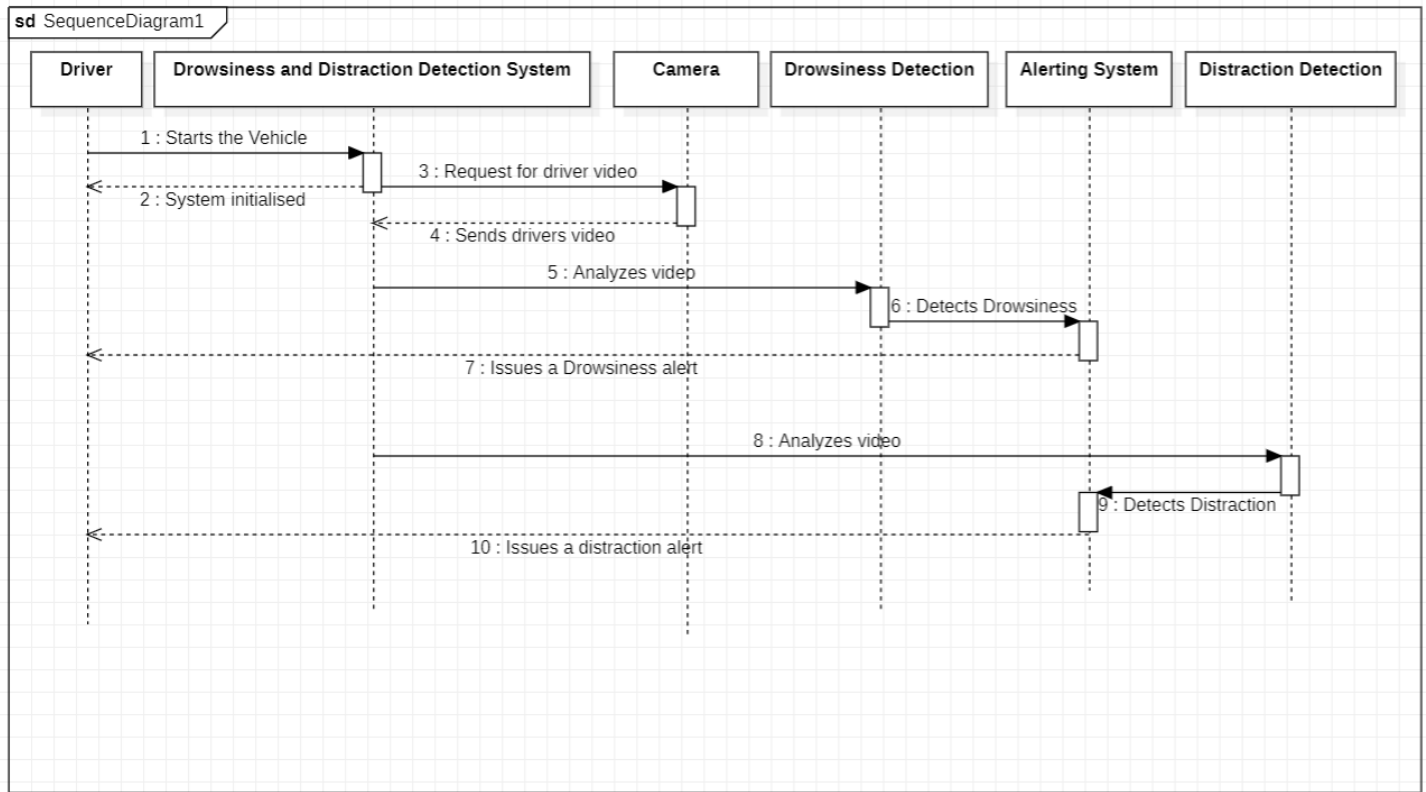 sd SequenceDiagram1
Driver
Drowsiness and Distraction Detection System
Camera
Drowsiness Detection
Alerting System
Distraction Detection
1 : Starts the Vehicle
2 : System initialised
3 : Request for driver video
4 : Sends drivers video
5 : Analyzes video
6 : Detects Drowsiness
7 : Issues a Drowsiness alert
8 : Analyzes video
9 : Detects Distraction
10 : Issues a distraction alert